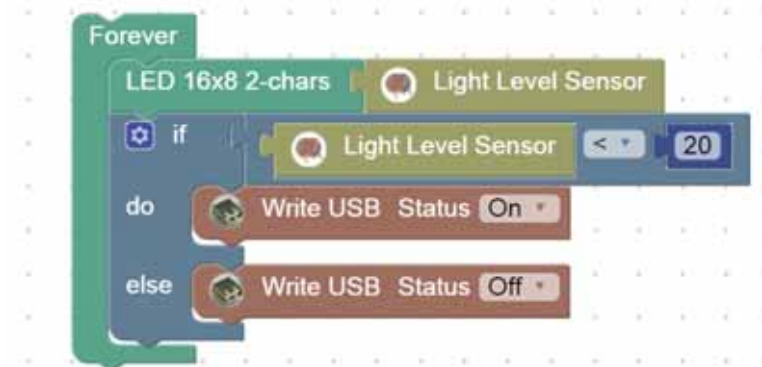 Forever
LED 16x8 2-chars Light Level Sensor
if Light Level Sensor < 20
do Write USB Status On
else Write USB Status Off